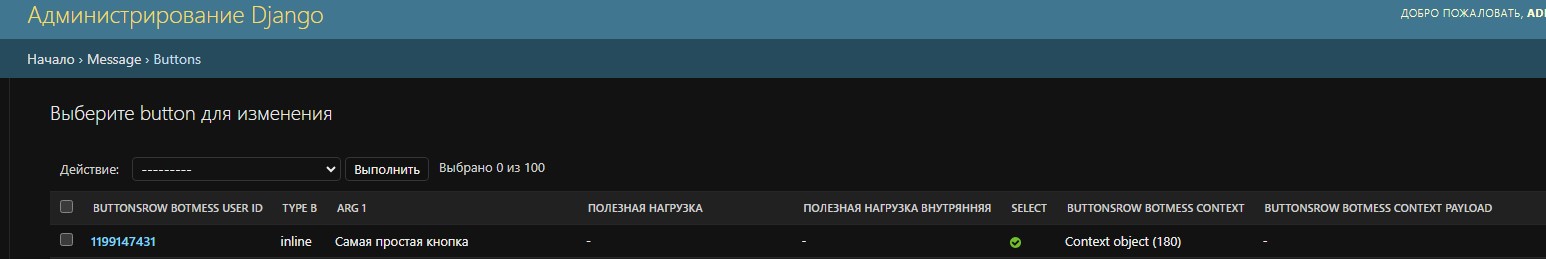 Администрирование Django
ДОБРО ПОЖАЛОВАТЬ,
Начало › Message › Buttons
Выберите button для изменения
Действие: --------- Выполнить Выбрано 0 из 100
BUTTONSROW BOTMESS USER ID TYPE B ARG 1 ПОЛЕЗНАЯ НАГРУЗКА ПОЛЕЗНАЯ НАГРУЗКА ВНУТРЯННЯЯ SELECT BUTTONSROW BOTMESS CONTEXT BUTTONSROW BOTMESS CONTEXT PAYLOAD
1199147431 inline Самая простая кнопка - - Context object (180) -